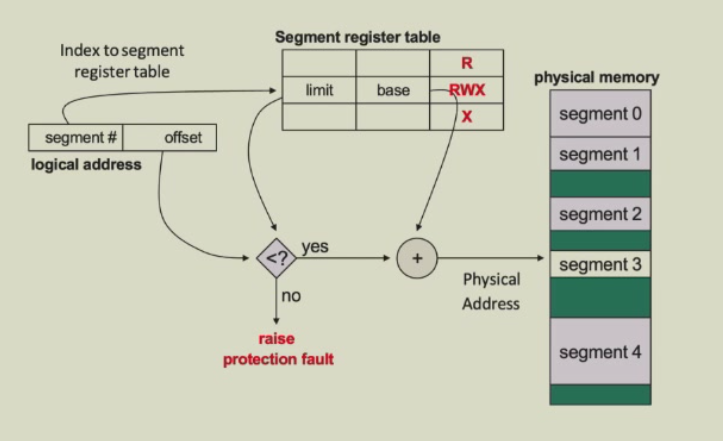 Segment register table
Index to segment
register table
R
limit base RWX
X
physical memory
segment 0
segment # offset
logical address
segment 1
segment 2
<? yes
+
segment 3
Physical
Address
no
raise
protection fault
segment 4